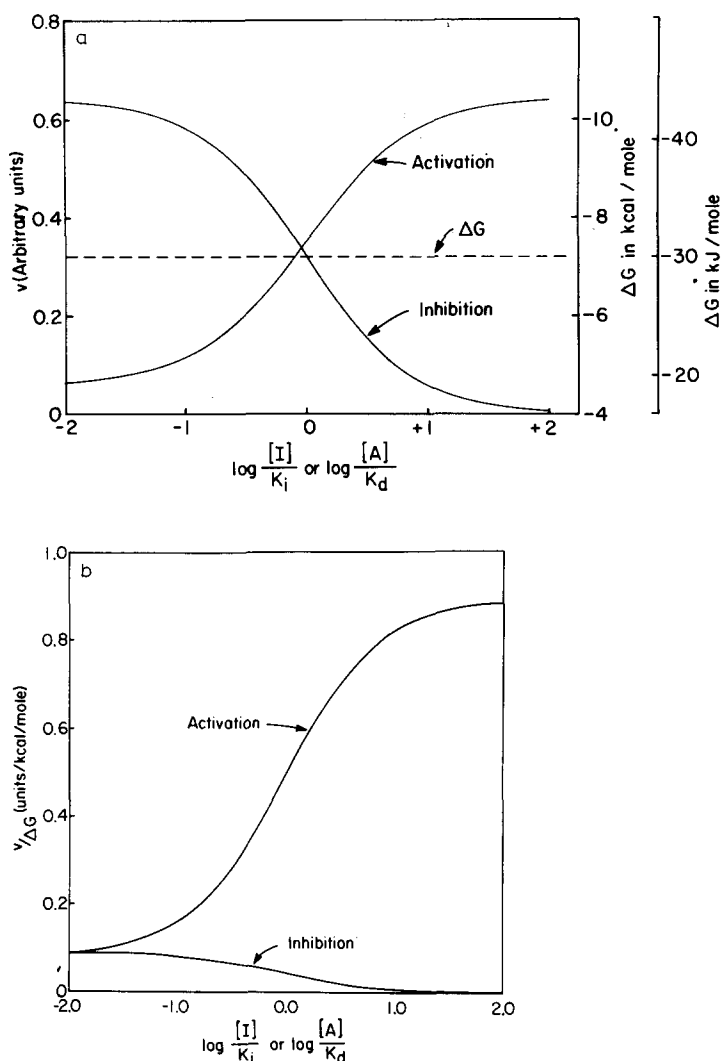 a
0.8
0.6
0.4
0.2
0
v(Arbitrary units)
-2
-1
0
+1
+2
log [I]/Ki or log [A]/Kd
Activation
ΔG
Inhibition
-10
-8
-6
-4
ΔG in kcal / mole
-40
-30
-20
ΔG in kJ / mole
b
1.0
0.8
0.6
0.4
0.2
0
v/ΔG (units/kcal/mole)
-2.0
-1.0
0.0
1.0
2.0
Activation
Inhibition
log [I]/Ki or log [A]/Kd